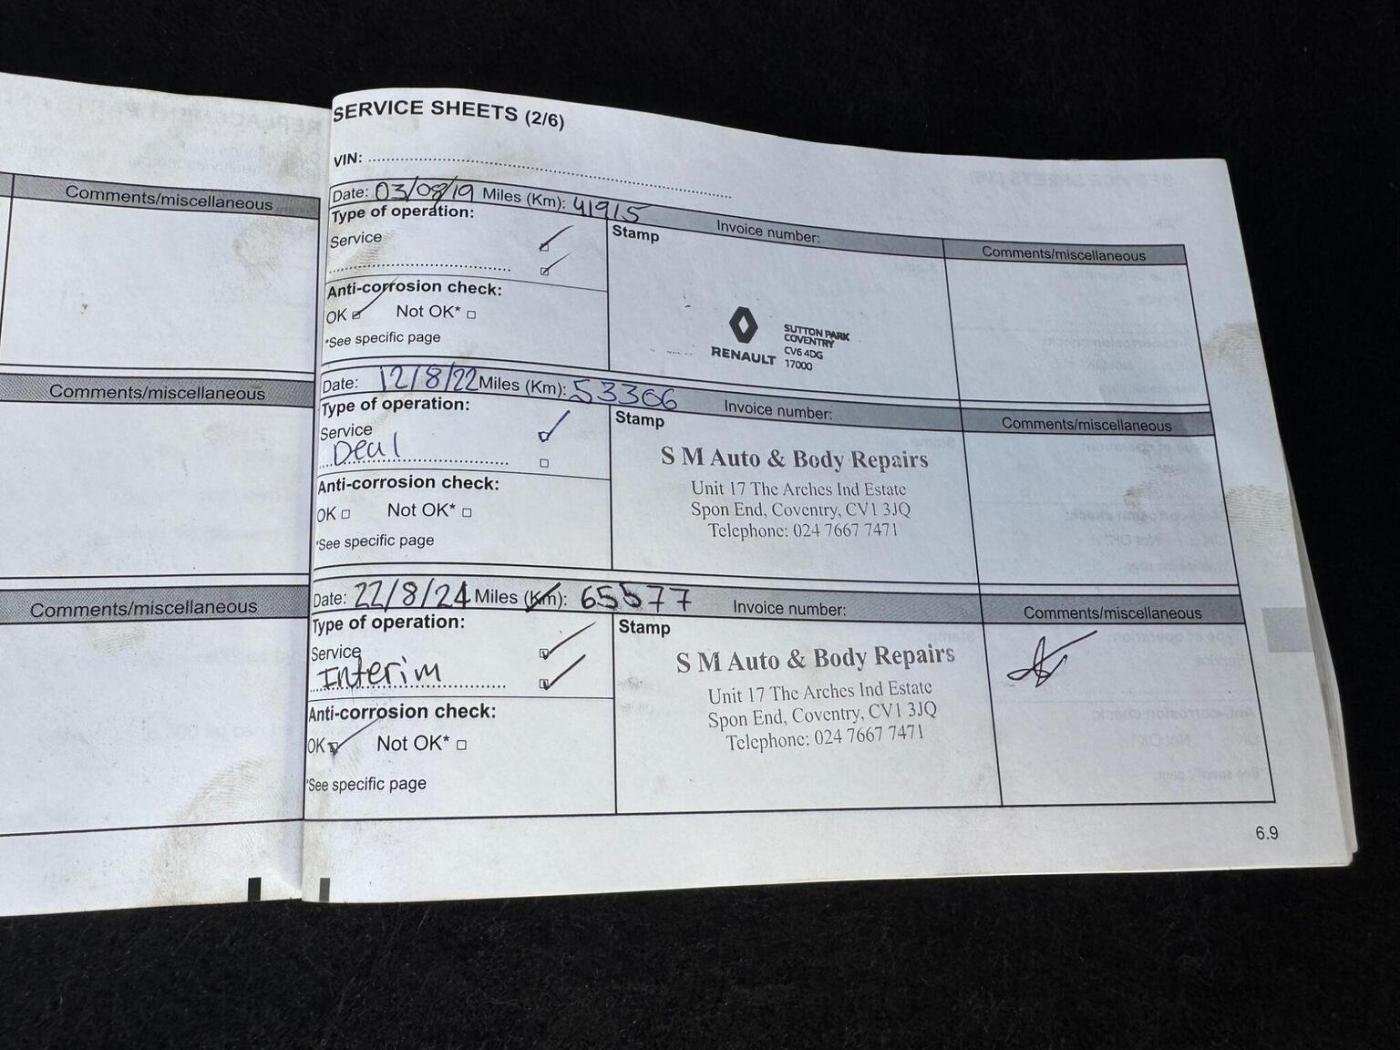 SERVICE SHEETS (2/6)
VIN:
Comments/miscellaneous
Date: 03/08/19 Miles (Km): 41915 Invoice number:
Comments/miscellaneous
Type of operation:
Stamp
Service
Anti-corrosion check:
OK Not OK*
*See specific page
RENAULT
SUTTON PARK
COVENTRY
CV6 4DG
17000
Comments/miscellaneous
Date: 12/8/22 Miles (Km): 53366 Invoice number:
Comments/miscellaneous
Type of operation:
Stamp
Service
Deal
Anti-corrosion check:
OK Not OK*
*See specific page
S M Auto & Body Repairs
Unit 17 The Arches Ind Estate
Spon End, Coventry, CV1 3JQ
Telephone: 024 7667 7471
Comments/miscellaneous
Date: 22/8/24 Miles (Km): 65577 Invoice number:
Comments/miscellaneous
Type of operation:
Stamp
Service
Interim
Anti-corrosion check:
OK Not OK*
*See specific page
S M Auto & Body Repairs
Unit 17 The Arches Ind Estate
Spon End, Coventry, CV1 3JQ
Telephone: 024 7667 7471
6.9